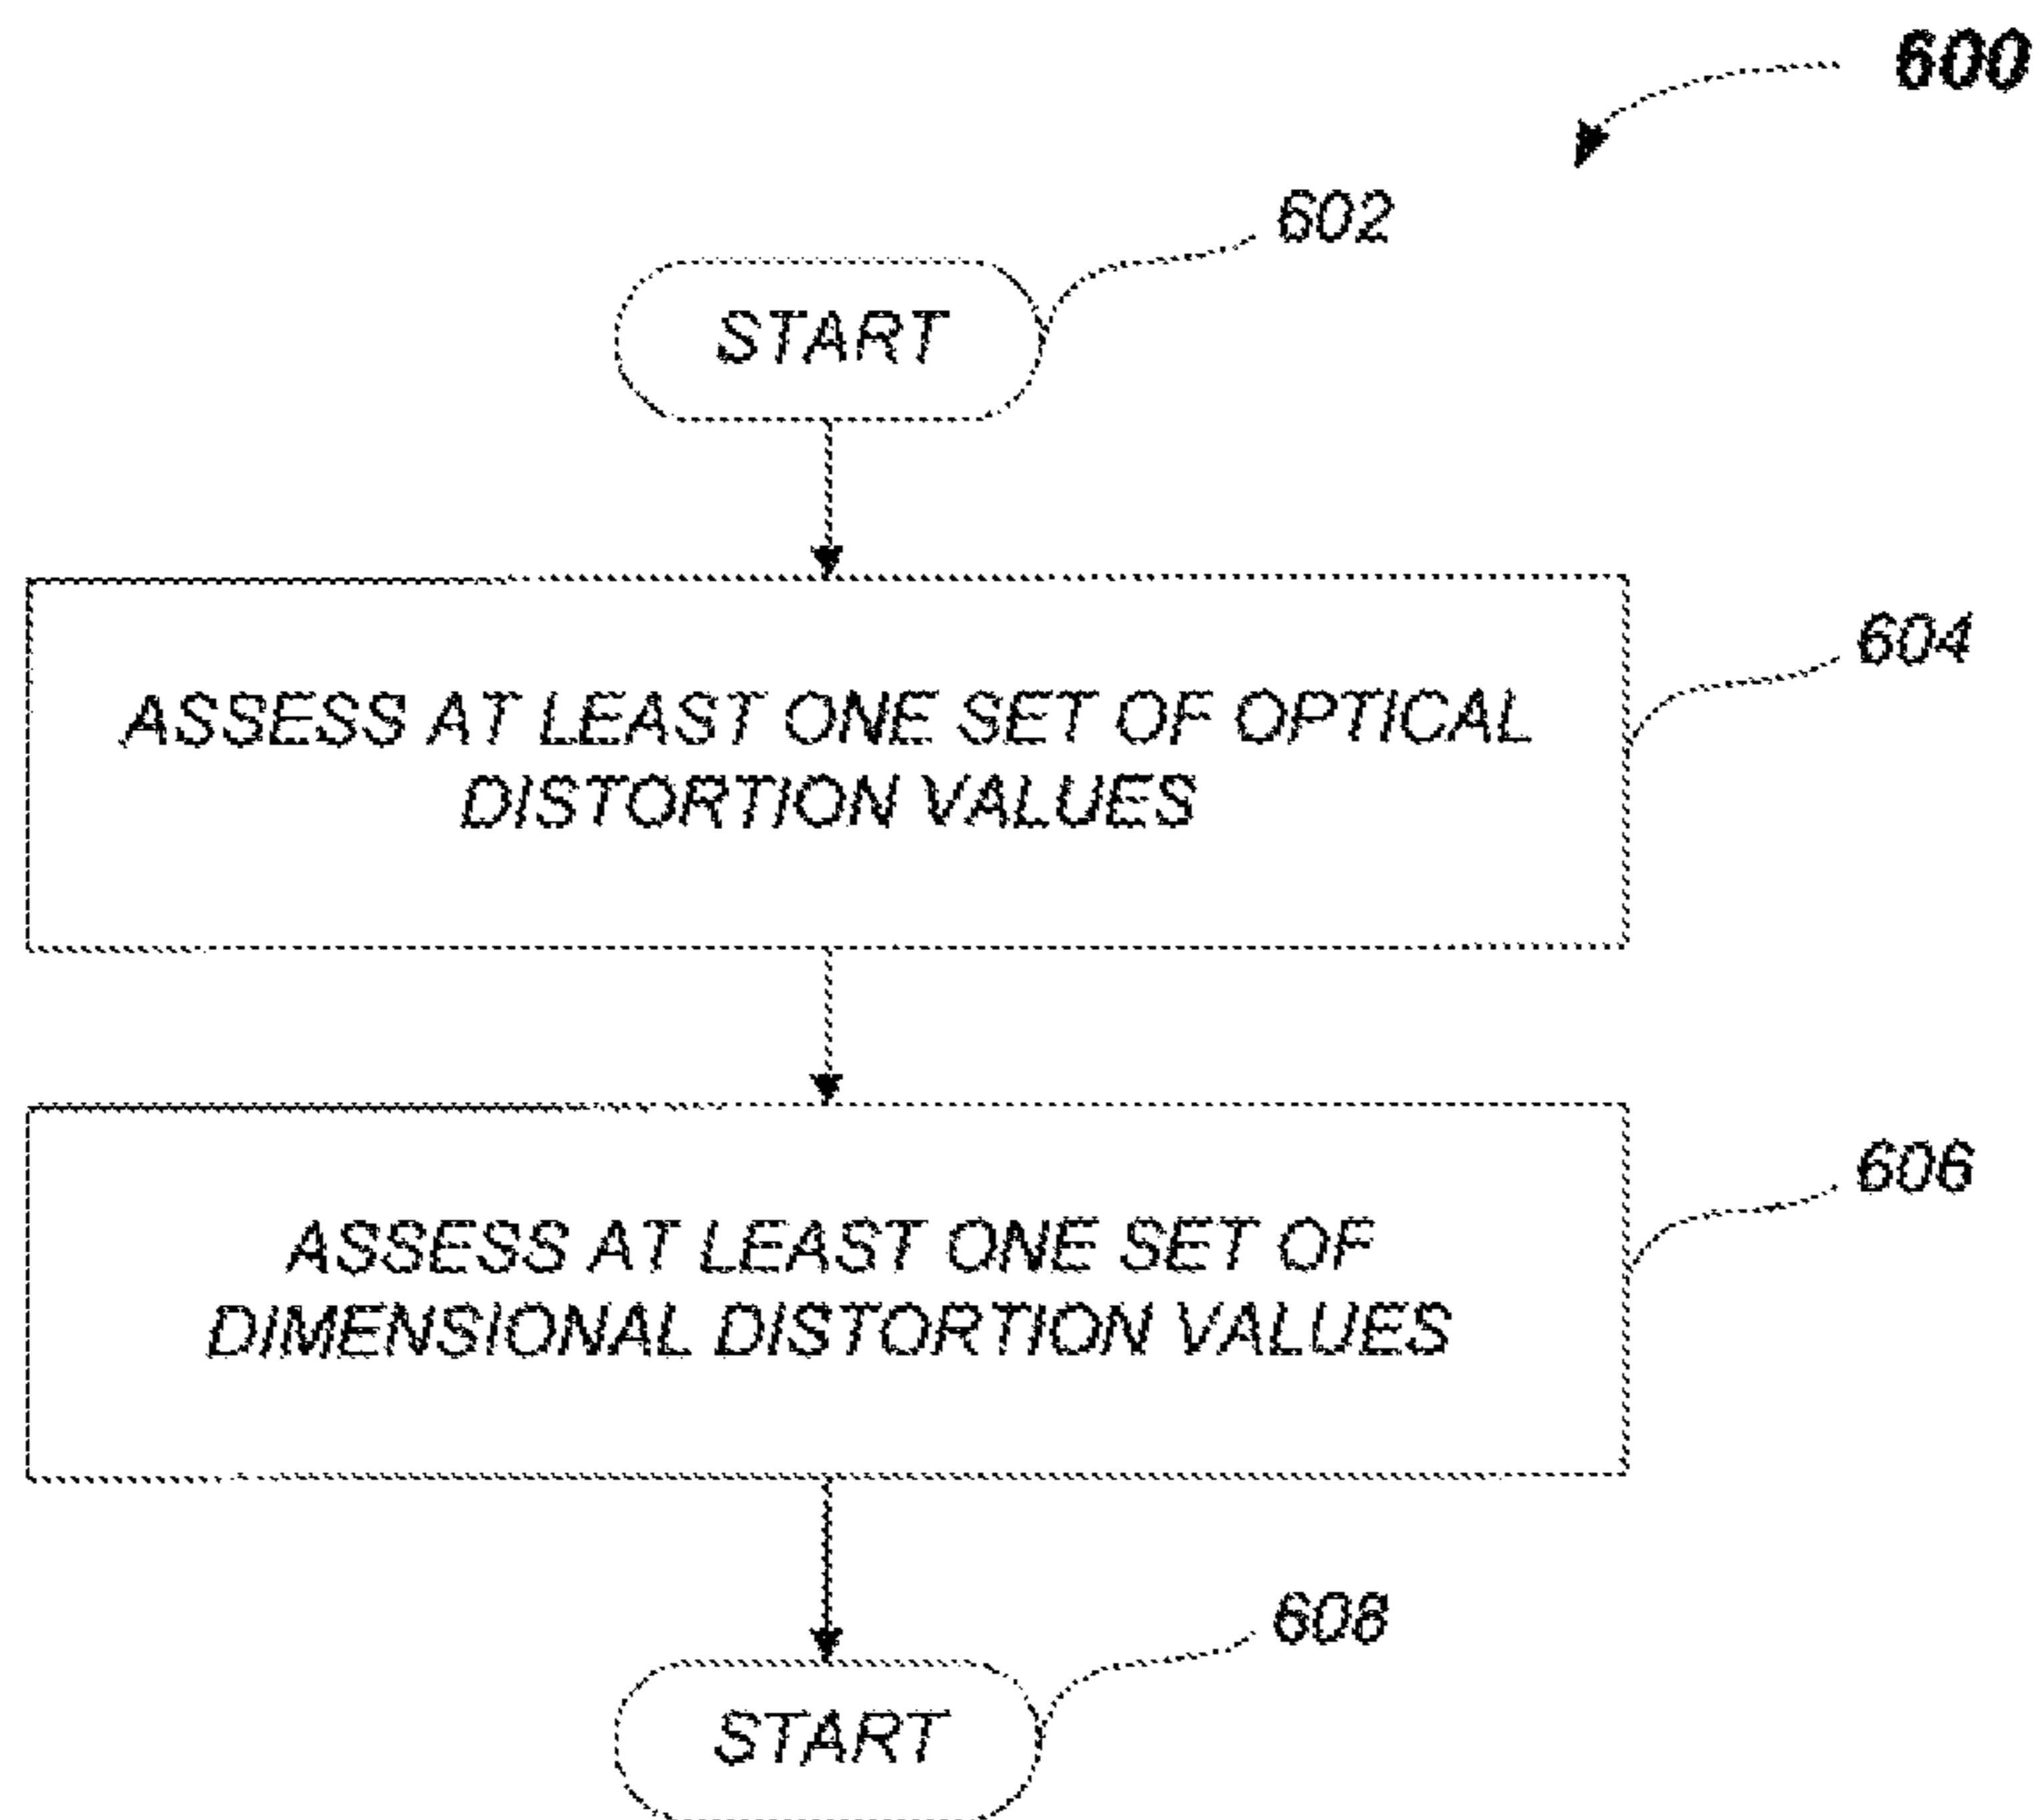 600
602
START
604
ASSESS AT LEAST ONE SET OF OPTICAL
DISTORTION VALUES
606
ASSESS AT LEAST ONE SET OF
DIMENSIONAL DISTORTION VALUES
608
START